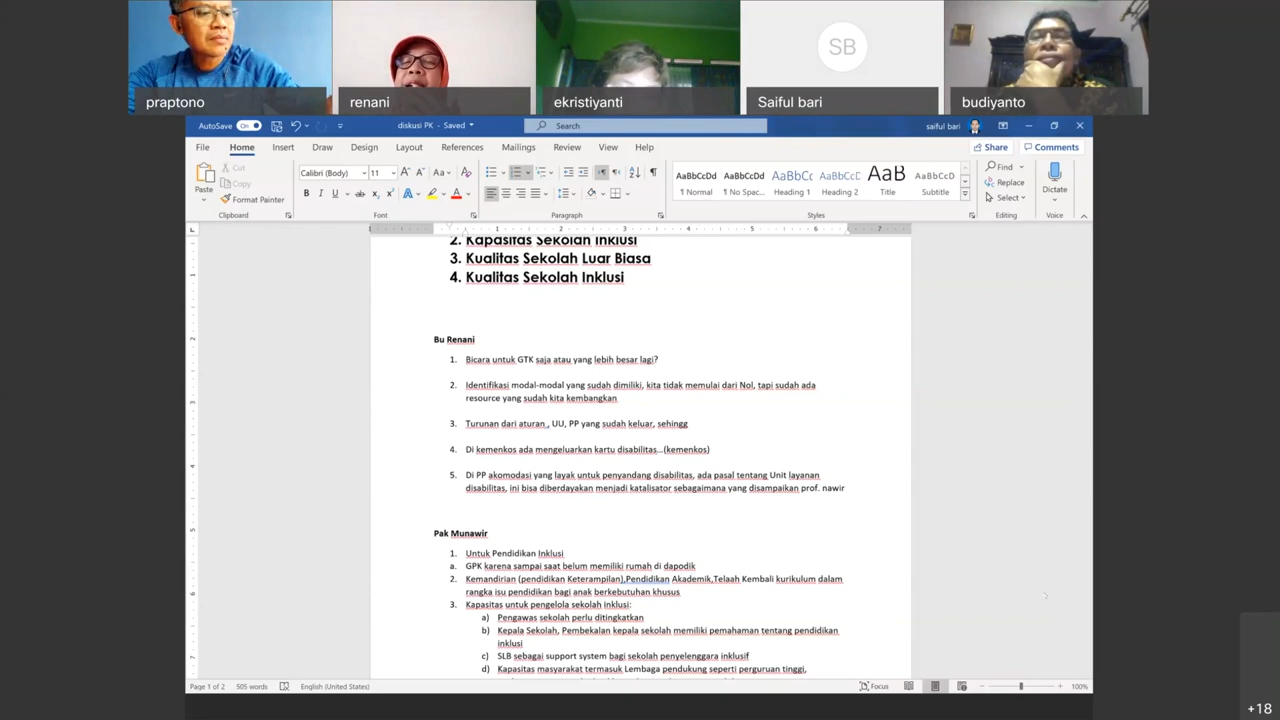 SB
praptono
renani
ekristiyanti
Saiful bari
budiyanto
AutoSave On
diskusi PK - Saved
Search
saiful bari
File Home Insert Draw Design Layout References Mailings Review View Help
Share Comments
Paste
Cut
Copy
Format Painter
Clipboard
Calibri (Body) 11
Font
Paragraph
AaBbCcDd AaBbCcDd AaBbCc AaBbCcD AaB AaBbCcD
¶ Normal ¶ No Spac... Heading 1 Heading 2 Title Subtitle
Styles
Find
Replace
Select
Editing
Dictate
Voice
2. Kapasitas Sekolah Inklusi
3. Kualitas Sekolah Luar Biasa
4. Kualitas Sekolah Inklusi
Bu Renani
1. Bicara untuk GTK saja atau yang lebih besar lagi?
2. Identifikasi modal-modal yang sudah dimiliki, kita tidak memulai dari Nol, tapi sudah ada
resource yang sudah kita kembangkan
3. Turunan dari aturan , UU, PP yang sudah keluar, sehingg
4. Di kemenkos ada mengeluarkan kartu disabilitas...(kemenkos)
5. Di PP akomodasi yang layak untuk penyandang disabilitas, ada pasal tentang Unit layanan
disabilitas, ini bisa diberdayakan menjadi katalisator sebagaimana yang disampaikan prof. nawir
Pak Munawir
1. Untuk Pendidikan Inklusi
a. GPK karena sampai saat belum memiliki rumah di dapodik
2. Kemandirian (pendidikan Keterampilan),Pendidikan Akademik,Telaah Kembali kurikulum dalam
rangka isu pendidikan bagi anak berkebutuhan khusus
3. Kapasitas untuk pengelola sekolah inklusi:
a) Pengawas sekolah perlu ditingkatkan
b) Kepala Sekolah, Pembekalan kepala sekolah memiliki pemahaman tentang pendidikan
inklusi
c) SLB sebagai support system bagi sekolah penyelenggara inklusif
d) Kapasitas masyarakat termasuk Lembaga pendukung seperti perguruan tinggi,
Page 1 of 2 505 words English (United States) Focus 100%
+18